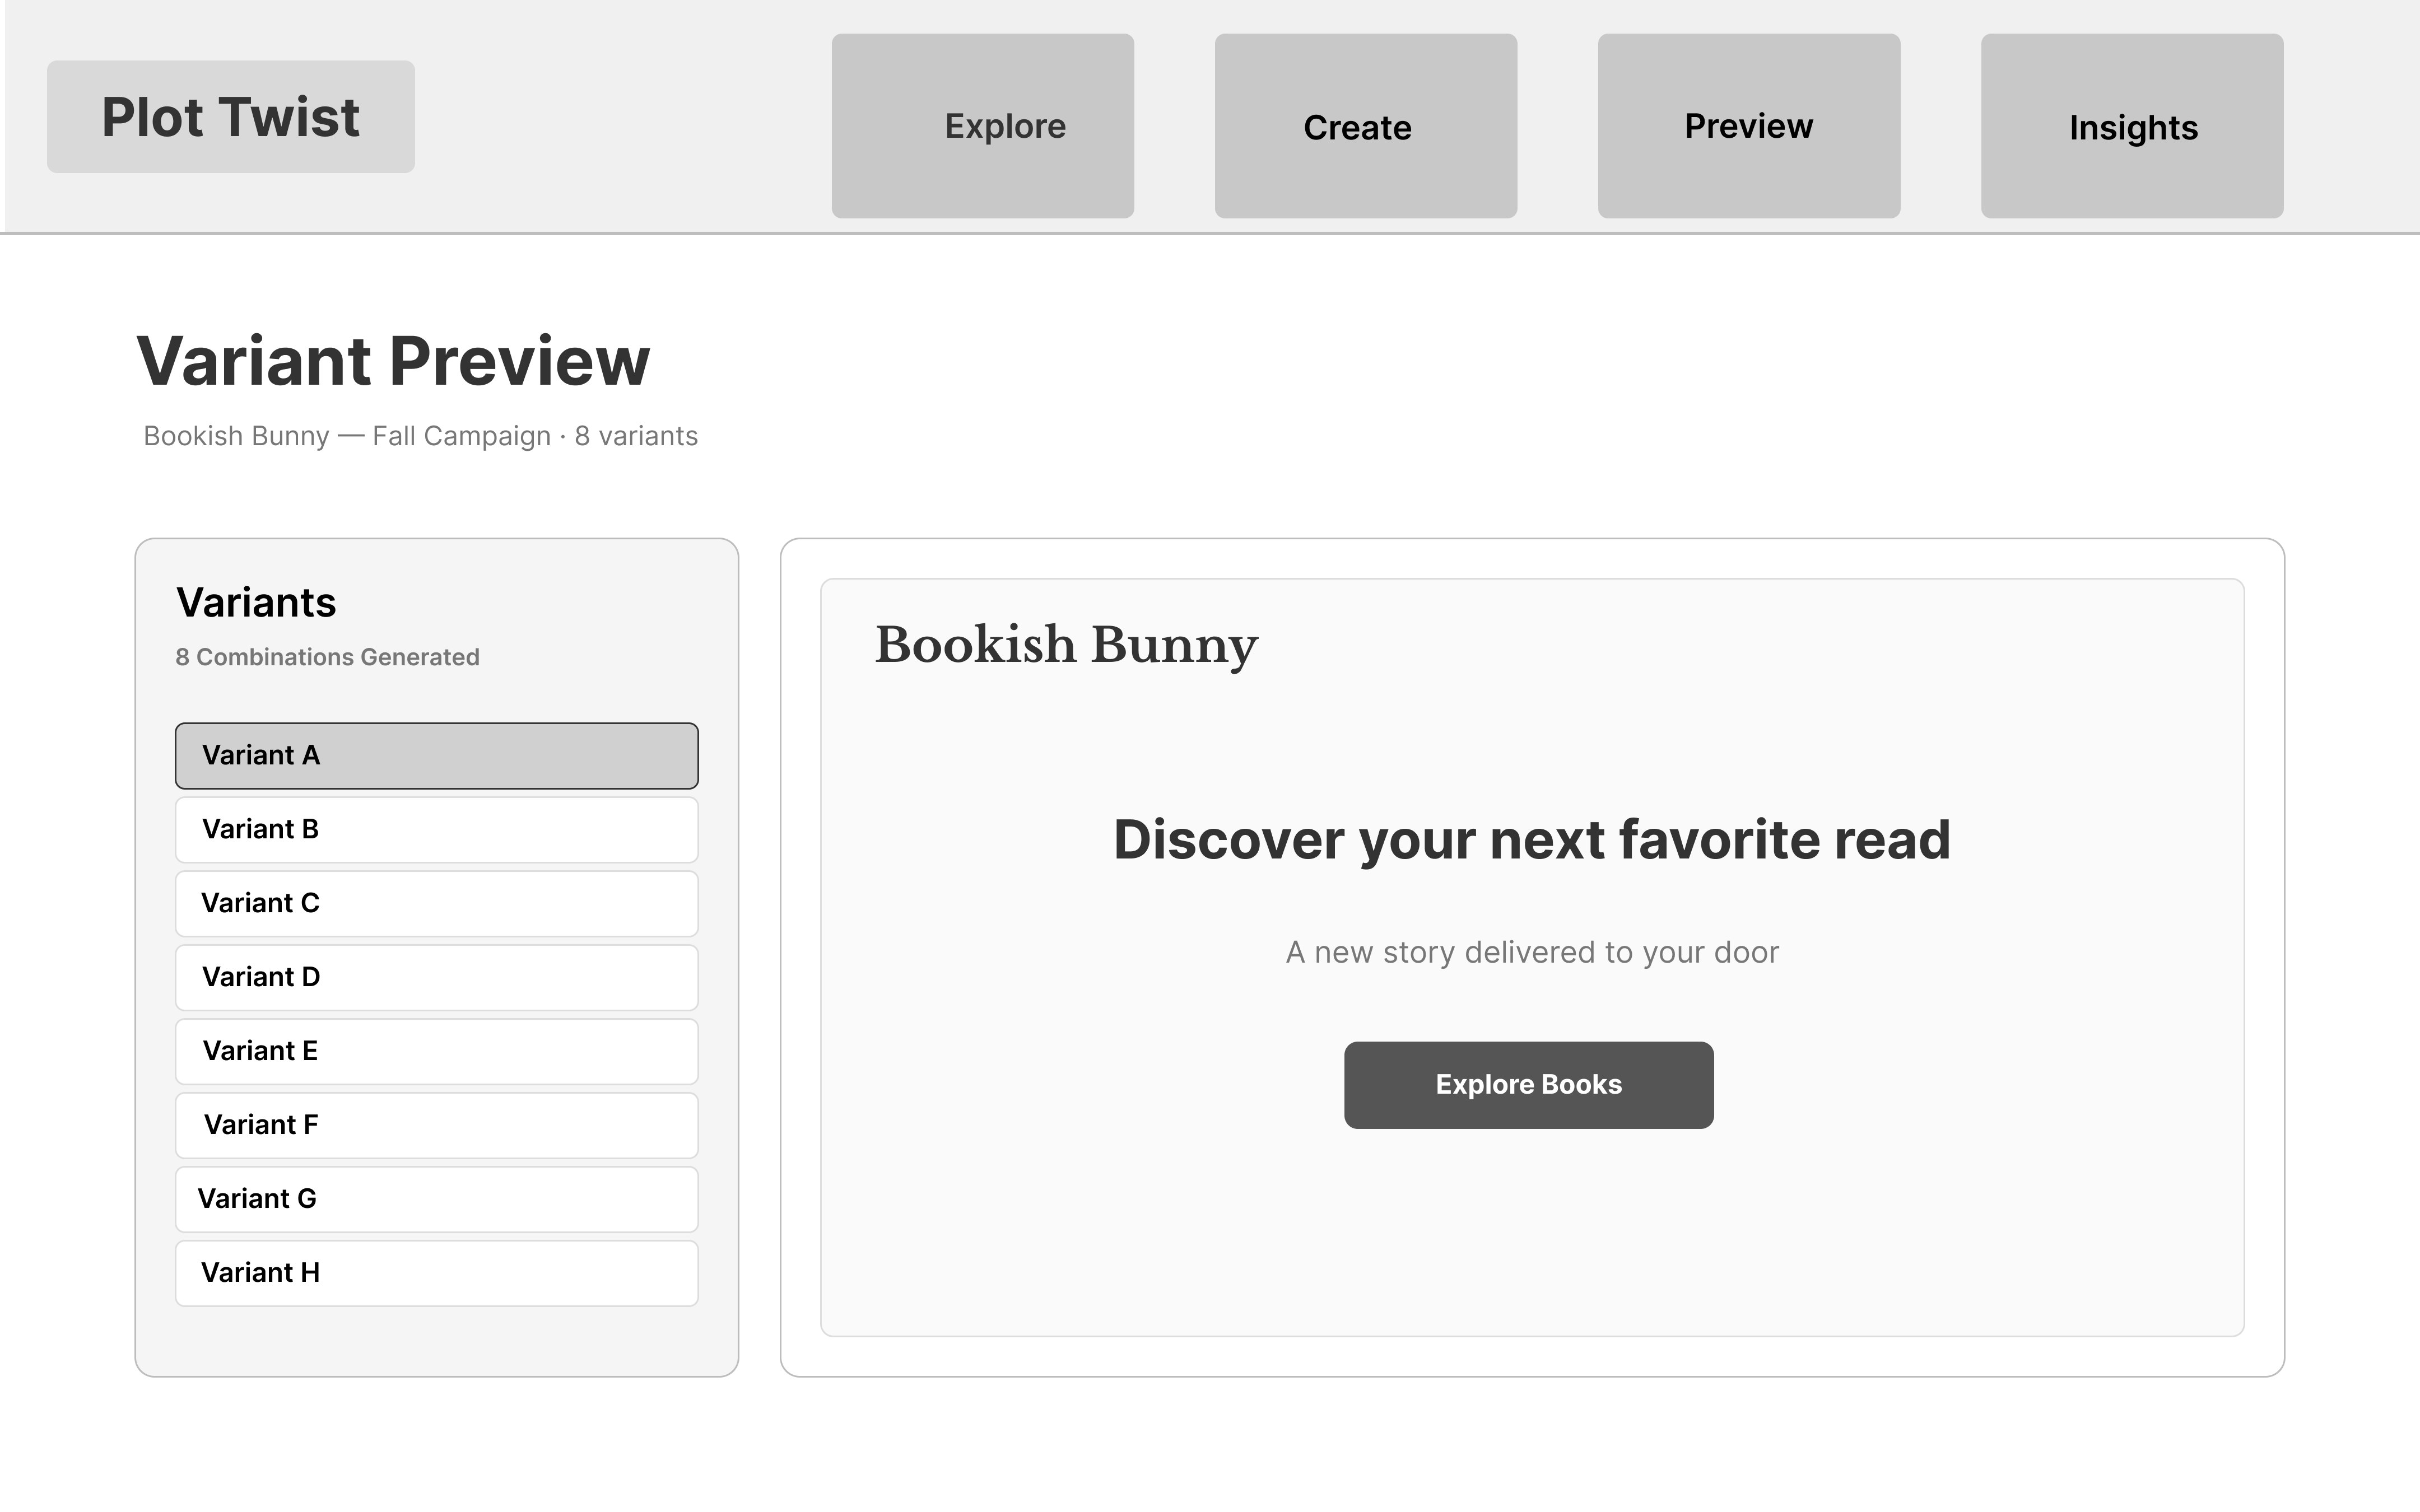 Plot Twist
Explore
Create
Preview
Insights
Variant Preview
Bookish Bunny — Fall Campaign · 8 variants
Variants
8 Combinations Generated
Variant A
Variant B
Variant C
Variant D
Variant E
Variant F
Variant G
Variant H
Bookish Bunny
Discover your next favorite read
A new story delivered to your door
Explore Books